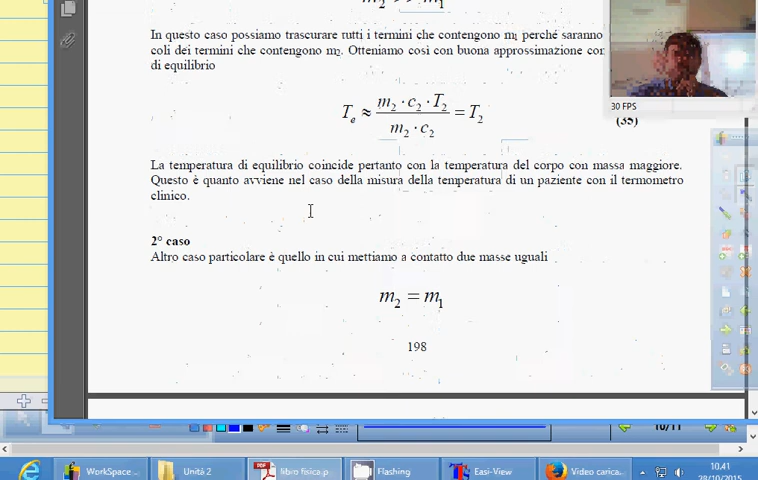 m₂ >> m₁
In questo caso possiamo trascurare tutti i termini che contengono m₁ perché saranno
coli dei termini che contengono m₂. Otteniamo così con buona approssimazione
di equilibrio
30 FPS
Tₑ ≈ m₂ · c₂ · T₂ / m₂ · c₂ = T₂
(35)
La temperatura di equilibrio coincide pertanto con la temperatura del corpo con massa maggiore.
Questo è quanto avviene nel caso della misura della temperatura di un paziente con il termometro
clinico.
2° caso
Altro caso particolare è quello in cui mettiamo a contatto due masse uguali
m₂ = m₁
198
10/11
WorkSpace ...
Unità 2
libro fisica.p...
Flashing
Easi-View
Video carica...
10.41
28/10/2015